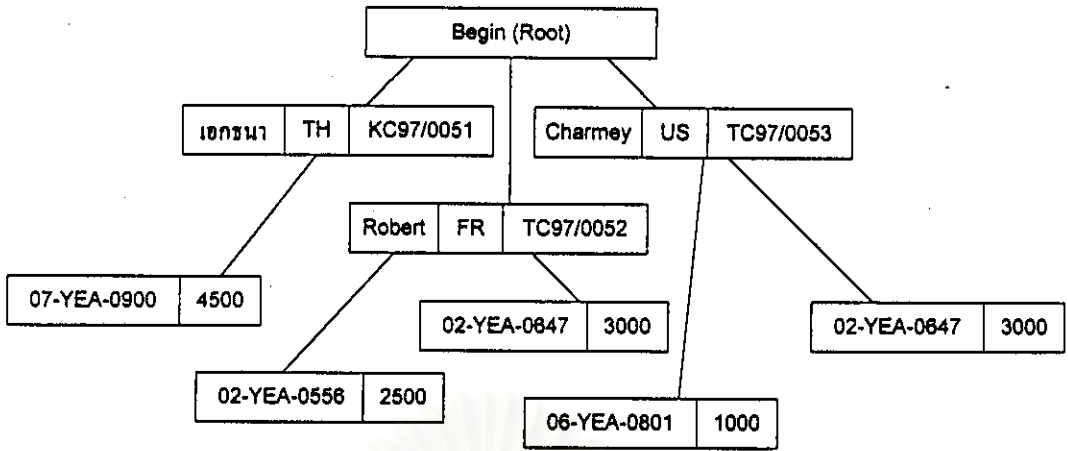 Begin (Root)
เอกธนา TH KC97/0051
Charmey US TC97/0053
Robert FR TC97/0052
07-YEA-0900 4500
02-YEA-0647 3000
02-YEA-0647 3000
02-YEA-0556 2500
06-YEA-0801 1000